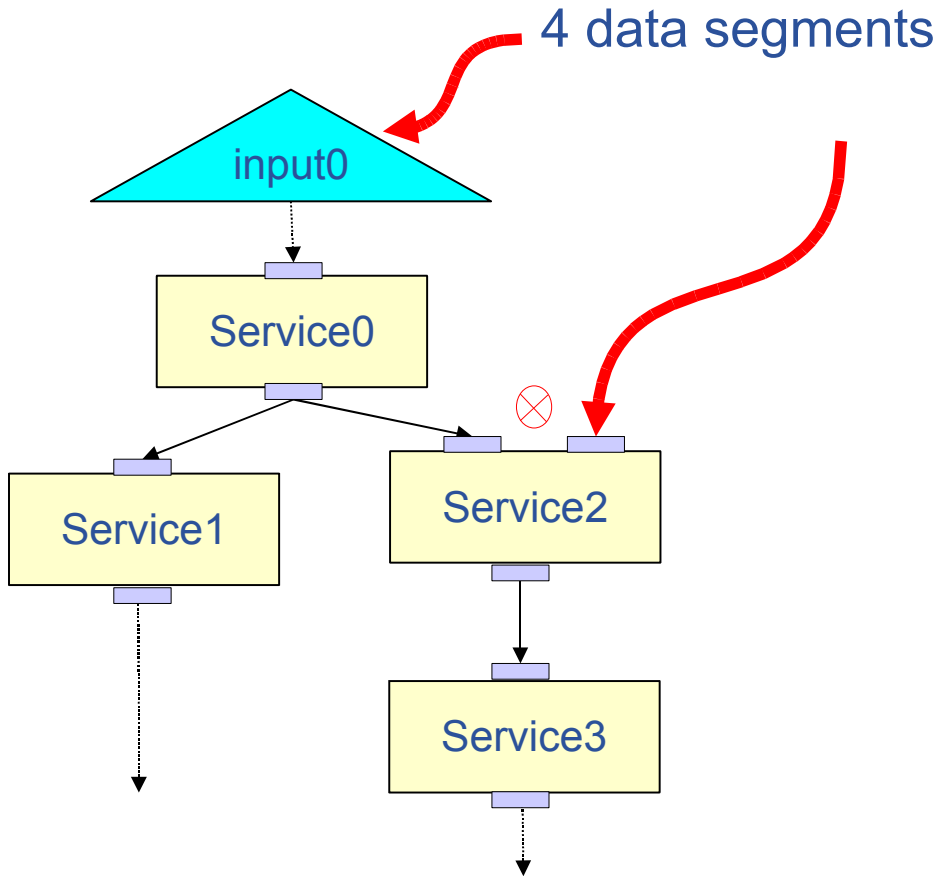 4 data segments
input0
Service0
Service2
Service1
Service3